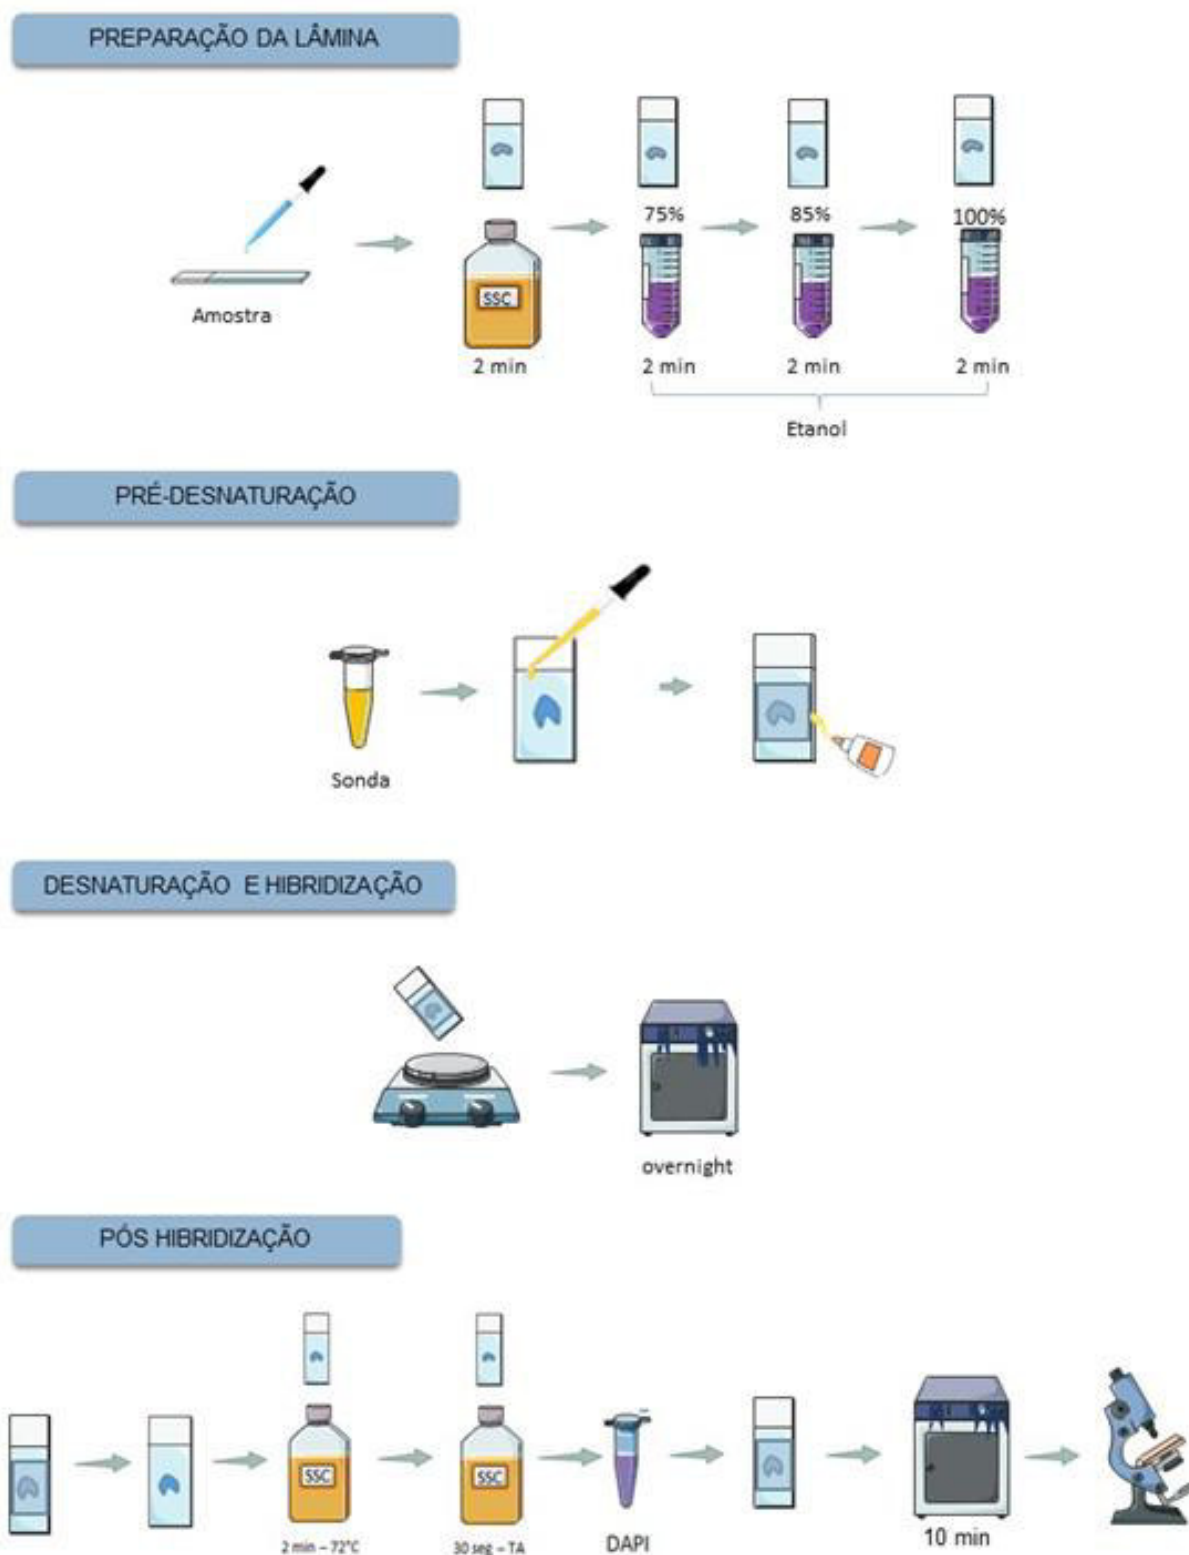 PREPARAÇÃO DA LÂMINA
75%
85%
100%
SSC
Amostra
2 min
2 min
2 min
2 min
Etanol
PRÉ-DESNATURAÇÃO
Sonda
DESNATURAÇÃO E HIBRIDIZAÇÃO
overnight
PÓS HIBRIDIZAÇÃO
SSC
SSC
2 min – 72°C
30 seg – TA
DAPI
10 min